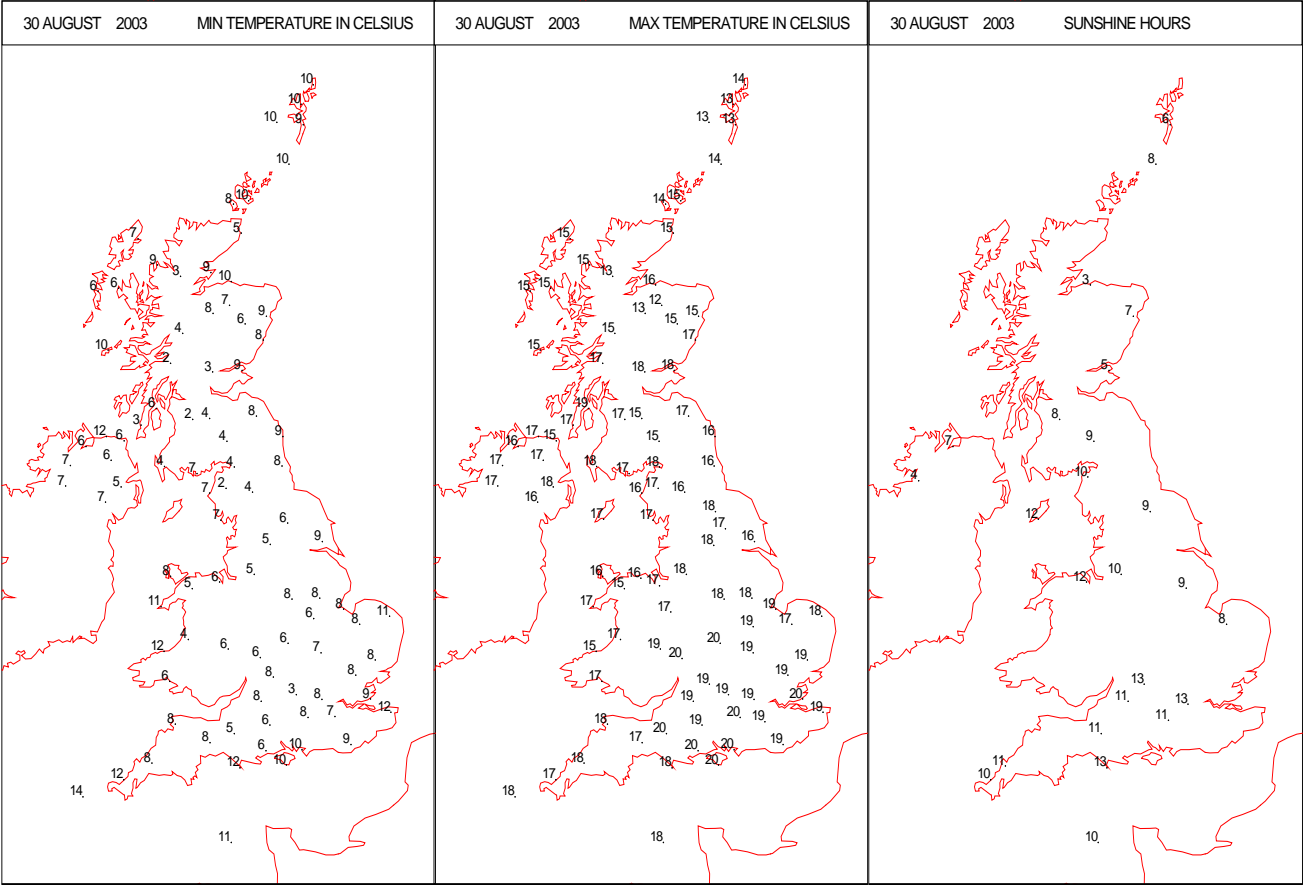 30 AUGUST 2003 MIN TEMPERATURE IN CELSIUS
10
10
10 9
10
8 10
5
7
9 3 9
10
6 6
7
8 9
6
4 8
10
2
3 9
6
3 2 4 8
12 6
6 4 9
7 6
4 7 4 8
7 5 7 2 4
7
7 6
5 9
8 5
5 6
11 8 8
6 8 8 11
4
12 6 6 7
6 8
6 8 8
8 3 8 9
8 6 8 7 12
5
8 6 10 9
8 12 10
12
14
11
30 AUGUST 2003 MAX TEMPERATURE IN CELSIUS
14
13
13 13
14
14 15
15
15
15 13
15 15 16
12
13 15
15
15 17
15
17 18 18
19
17 17 15 17
17 15
16 15 16
17 17
18 17 18 18
17 18 16 17 16
16
17 17 18
17
18 16
16 16 18
15 17
17 18 18
17 19 18
19 17
17 20
15 19 19
20 19
17 19
19 19 19 20
18 19 20 19 19
20
17 20 20 19
18 18 20
17
18
18
30 AUGUST 2003 SUNSHINE HOURS
6
8
3
7
5
8
7 9
4 10
12 9
12 10 9
8
13
11 13
11
11
11 13
10
10